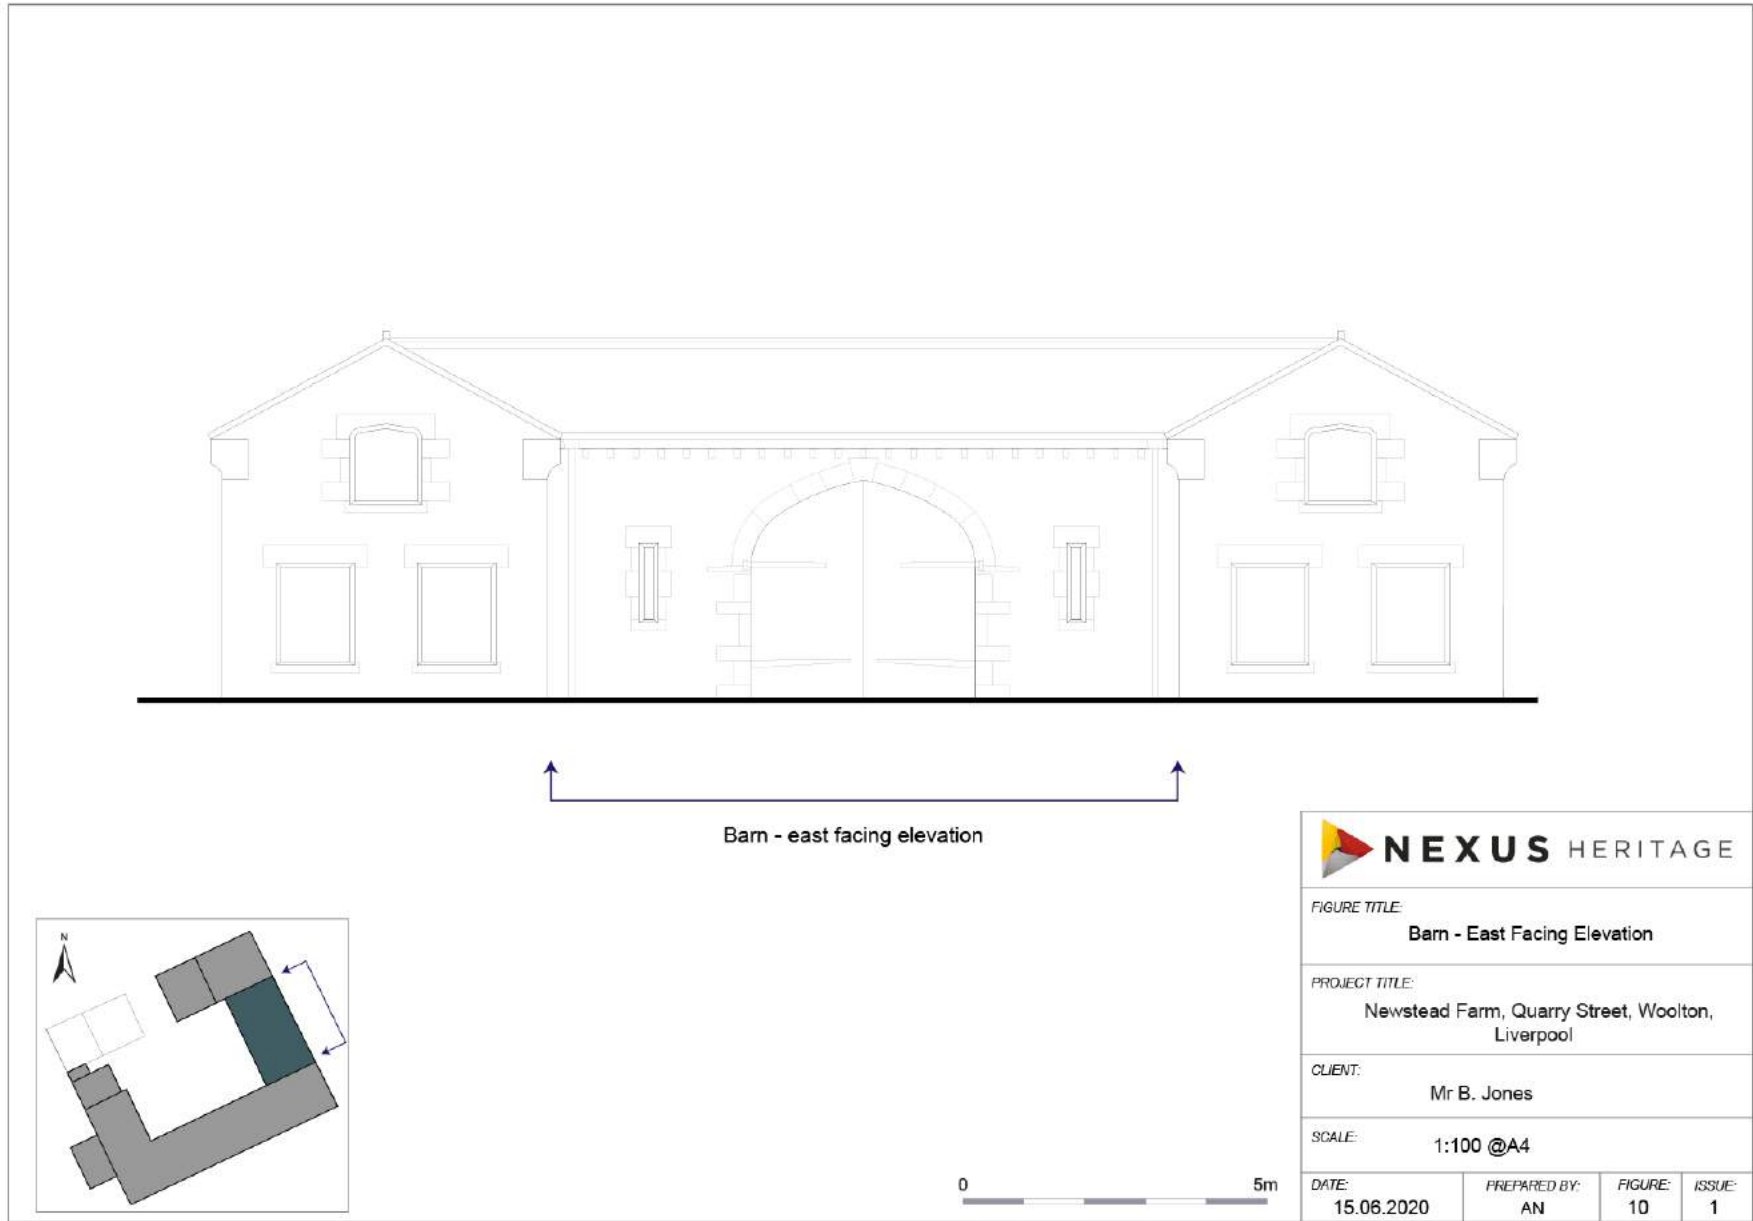 Barn - east facing elevation
N
0 5m
NEXUS HERITAGE
FIGURE TITLE:
Barn - East Facing Elevation
PROJECT TITLE:
Newstead Farm, Quarry Street, Woolton,
Liverpool
CLIENT:
Mr B. Jones
SCALE:
1:100 @A4
DATE:
15.06.2020
PREPARED BY:
AN
FIGURE:
10
ISSUE:
1